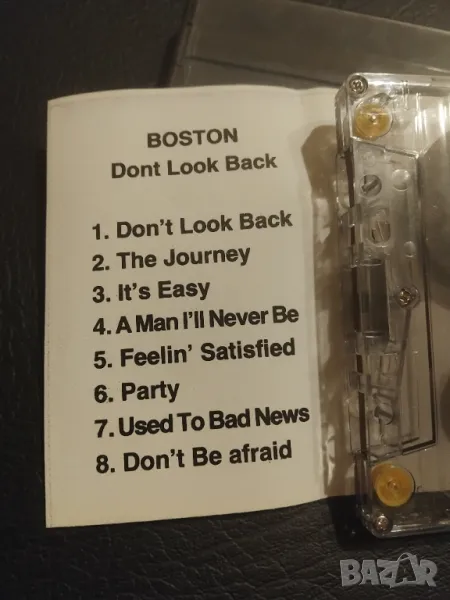 BOSTON
Dont Look Back
1. Don't Look Back
2. The Journey
3. It's Easy
4. A Man I'll Never Be
5. Feelin' Satisfied
6. Party
7. Used To Bad News
8. Don't Be afraid
BAZAR